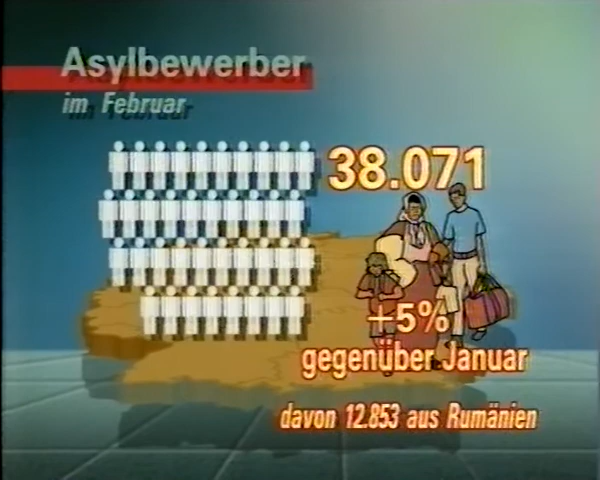 Asylbewerber
im Februar
38.071
+5%
gegenüber Januar
davon 12.853 aus Rumänien